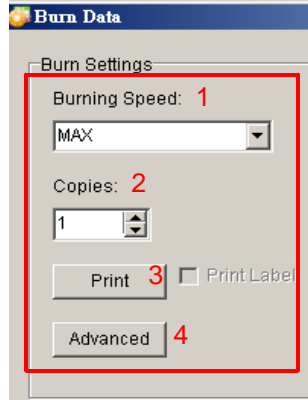 Burn Data
Burn Settings
Burning Speed: 1
MAX
Copies: 2
1
Print 3 Print Label
Advanced 4